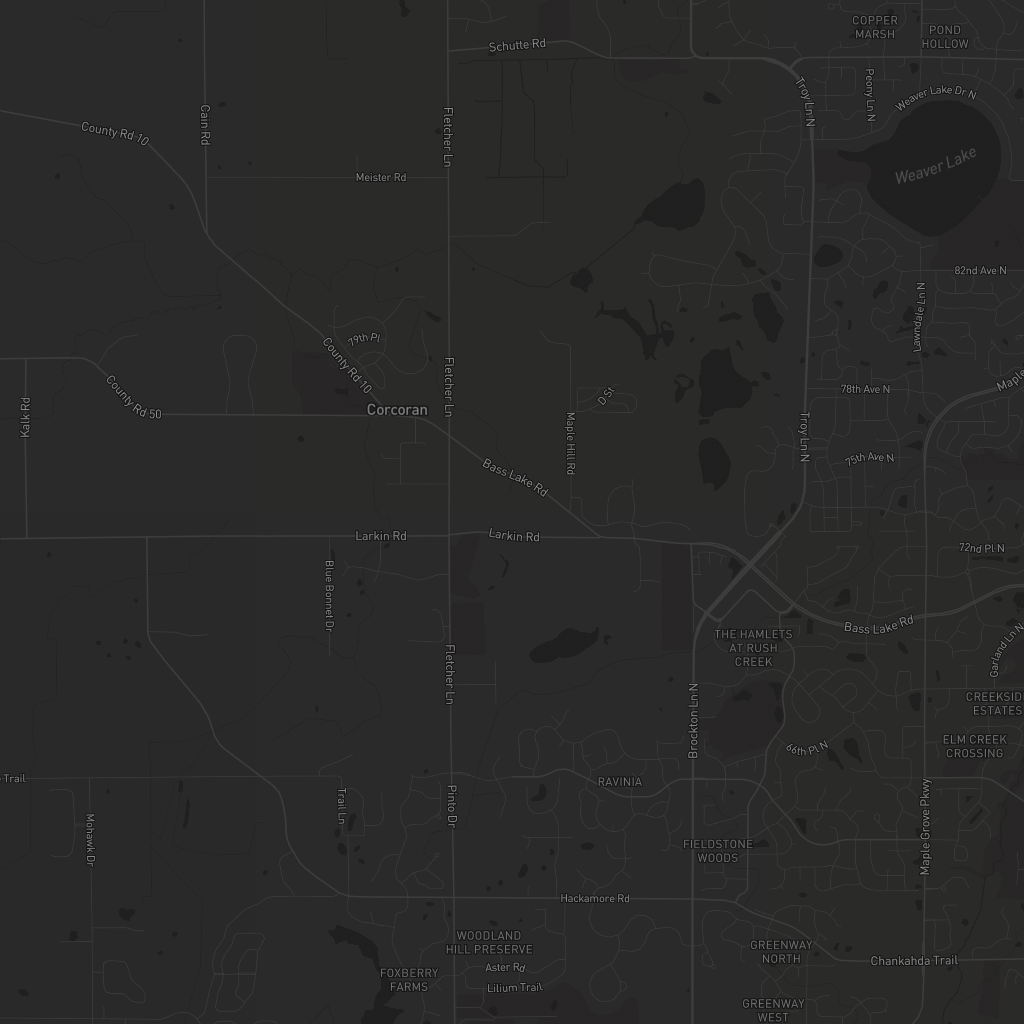 COPPER
MARSH
POND
HOLLOW
Schutte Rd
Troy Ln N
Peony Ln N
Weaver Lake Dr N
Cain Rd
Fletcher Ln
County Rd 10
Weaver Lake
Meister Rd
82nd Ave N
Lawndale Ln N
79th Pl
County Rd 10
Fletcher Ln
Maple
78th Ave N
County Rd 50
D St
Corcoran
Kalk Rd
Maple Hill Rd
Troy Ln N
75th Ave N
Bass Lake Rd
Larkin Rd
Larkin Rd
72nd Pl N
Blue Bonnet Dr
Bass Lake Rd
THE HAMLETS
AT RUSH
CREEK
Garland Ln N
Fletcher Ln
Brockton Ln N
CREEKSID
ESTATES
66th Pl N
ELM CREEK
CROSSING
Trail
RAVINIA
Trail Ln
Pinto Dr
Maple Grove Pkwy
Mohawk Dr
FIELDSTONE
WOODS
Hackamore Rd
WOODLAND
HILL PRESERVE
GREENWAY
NORTH
Chankahda Trail
Aster Rd
FOXBERRY
FARMS
Lilium Trail
GREENWAY
WEST